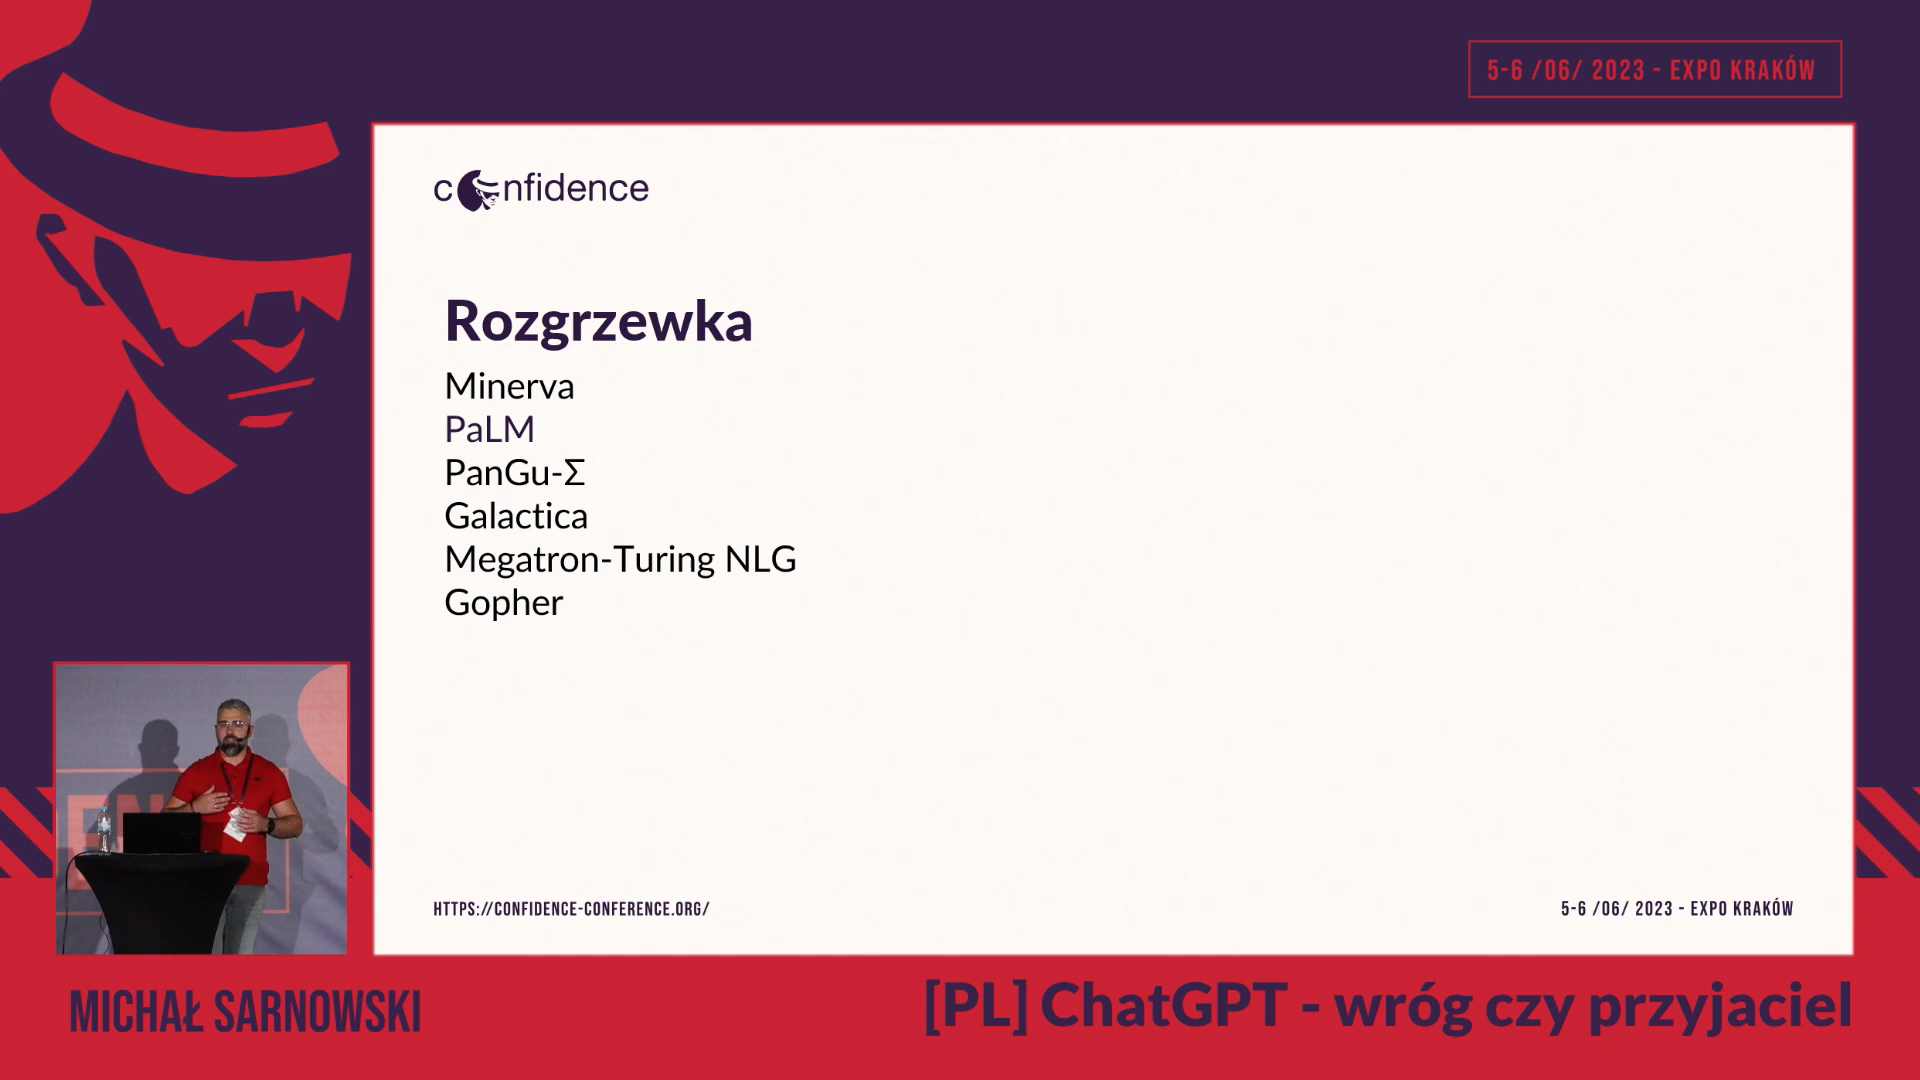 5-6 /06/ 2023 - EXPO KRAKÓW
confidence
Rozgrzewka
Minerva
PaLM
PanGu-Σ
Galactica
Megatron-Turing NLG
Gopher
HTTPS://CONFIDENCE-CONFERENCE.ORG/
5-6 /06/ 2023 - EXPO KRAKÓW
MICHAŁ SARNOWSKI
[PL] ChatGPT - wróg czy przyjaciel